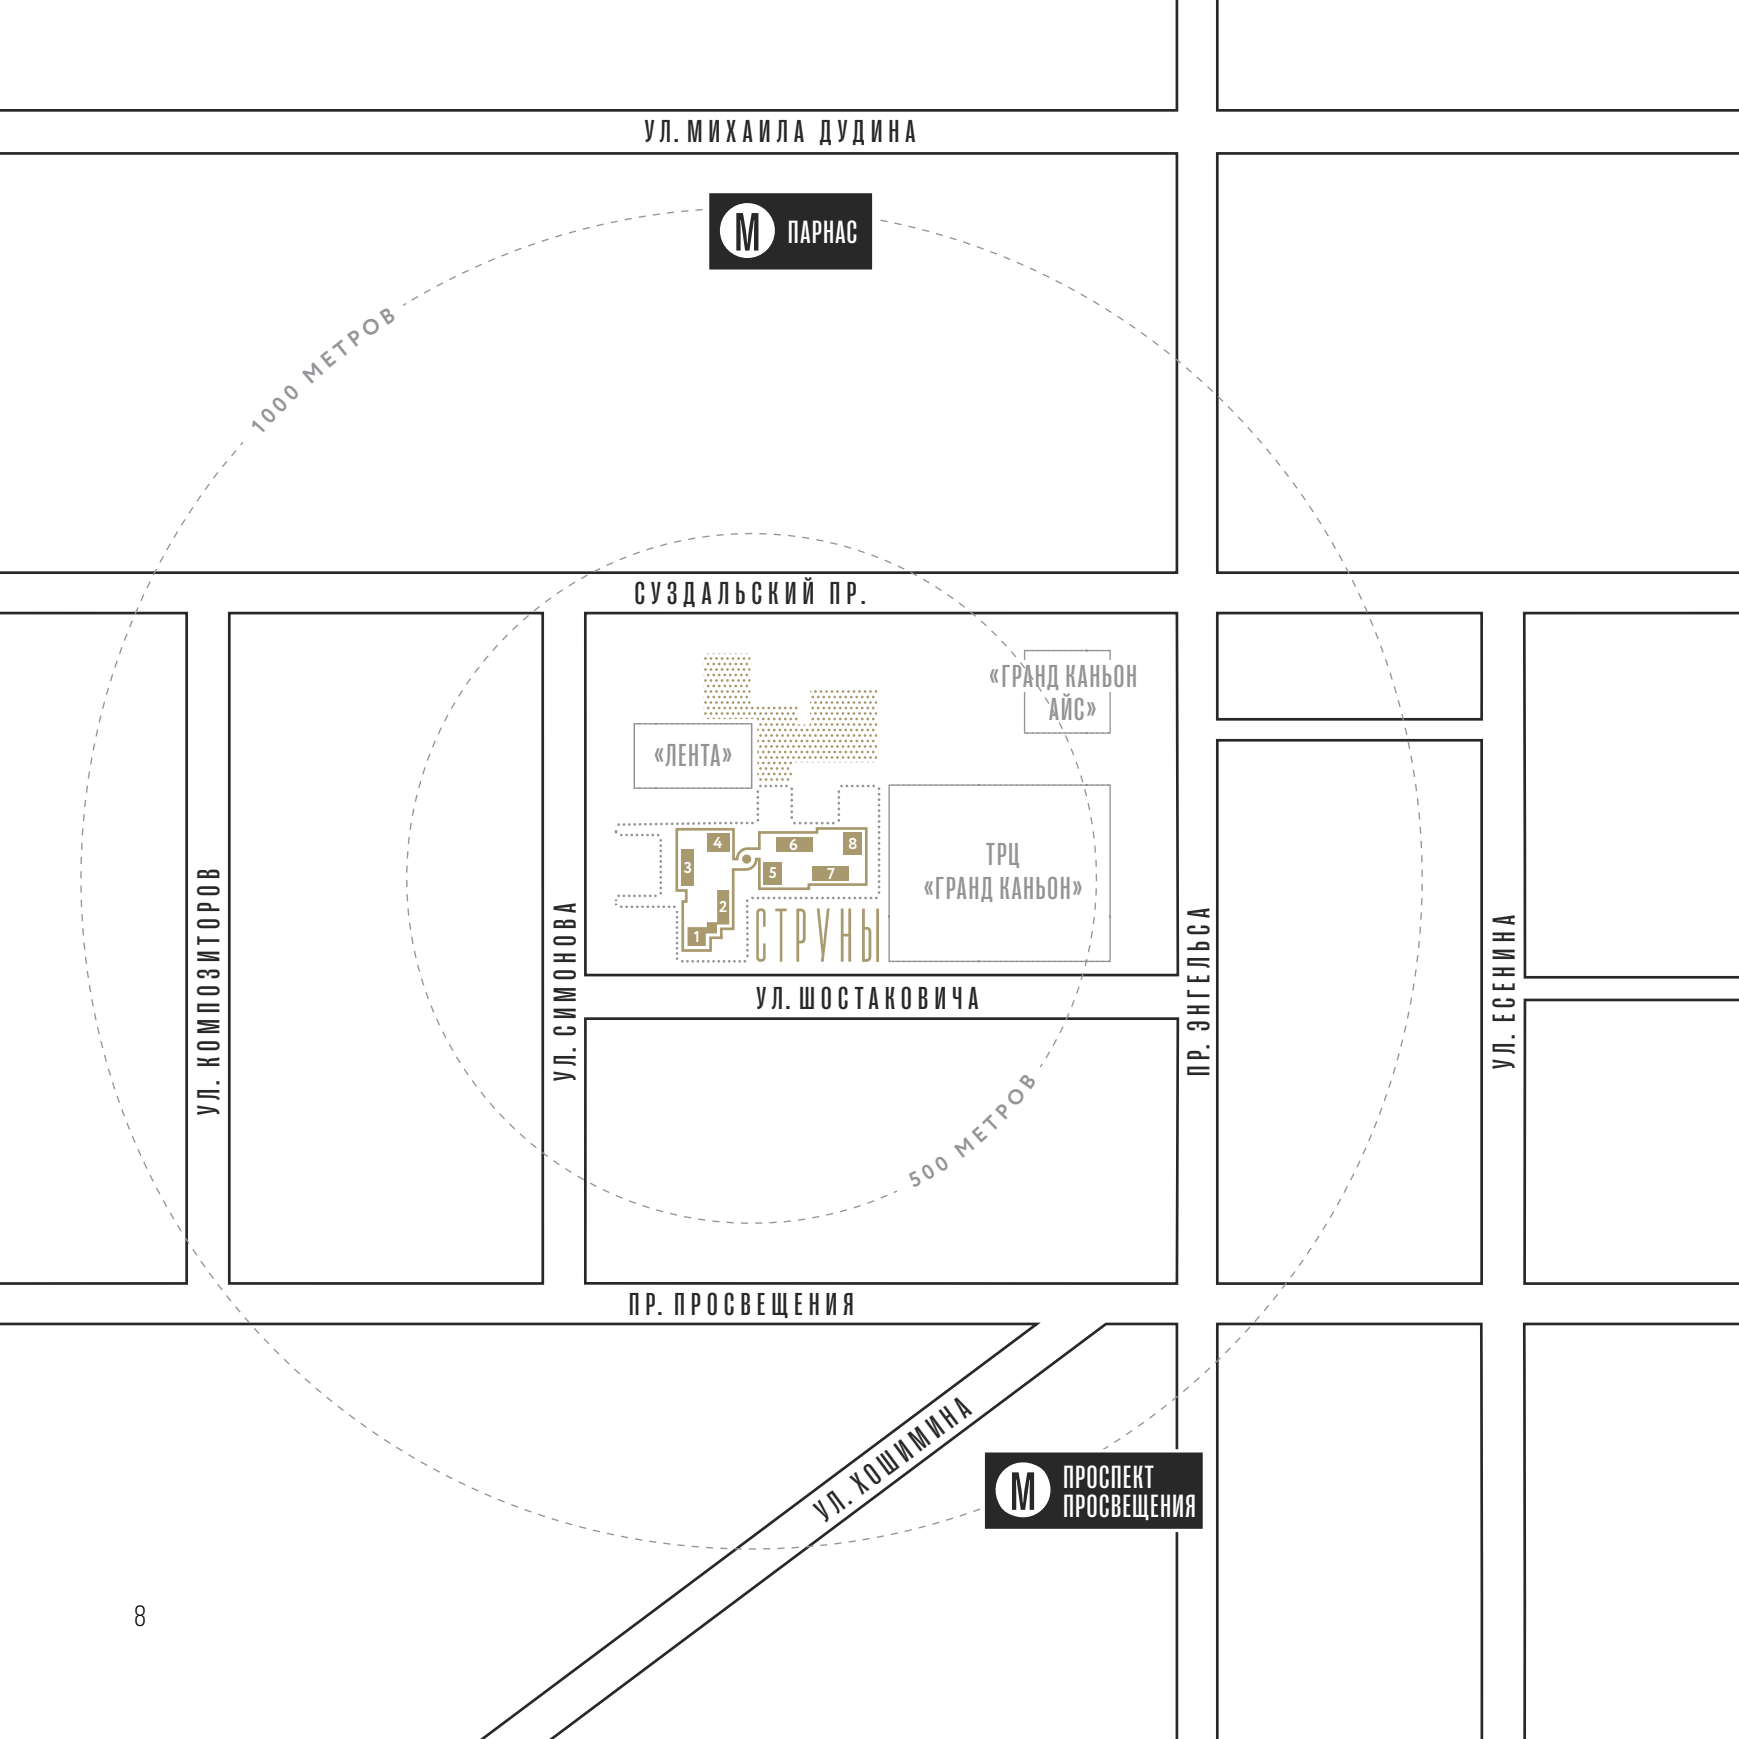 УЛ. МИХАИЛА ДУДИНА
М ПАРНАС
1000 МЕТРОВ
СУЗДАЛЬСКИЙ ПР.
«ГРАНД КАНЬОН
АЙС»
«ЛЕНТА»
4
6
8
3
5
7
2
1
ТРЦ
«ГРАНД КАНЬОН»
СТРУНЫ
УЛ. КОМПОЗИТОРОВ
УЛ. СИМОНОВА
УЛ. ШОСТАКОВИЧА
ПР. ЭНГЕЛЬСА
УЛ. ЕСЕНИНА
500 МЕТРОВ
ПР. ПРОСВЕЩЕНИЯ
УЛ. ХОШИМИНА
М ПРОСПЕКТ
ПРОСВЕЩЕНИЯ
8